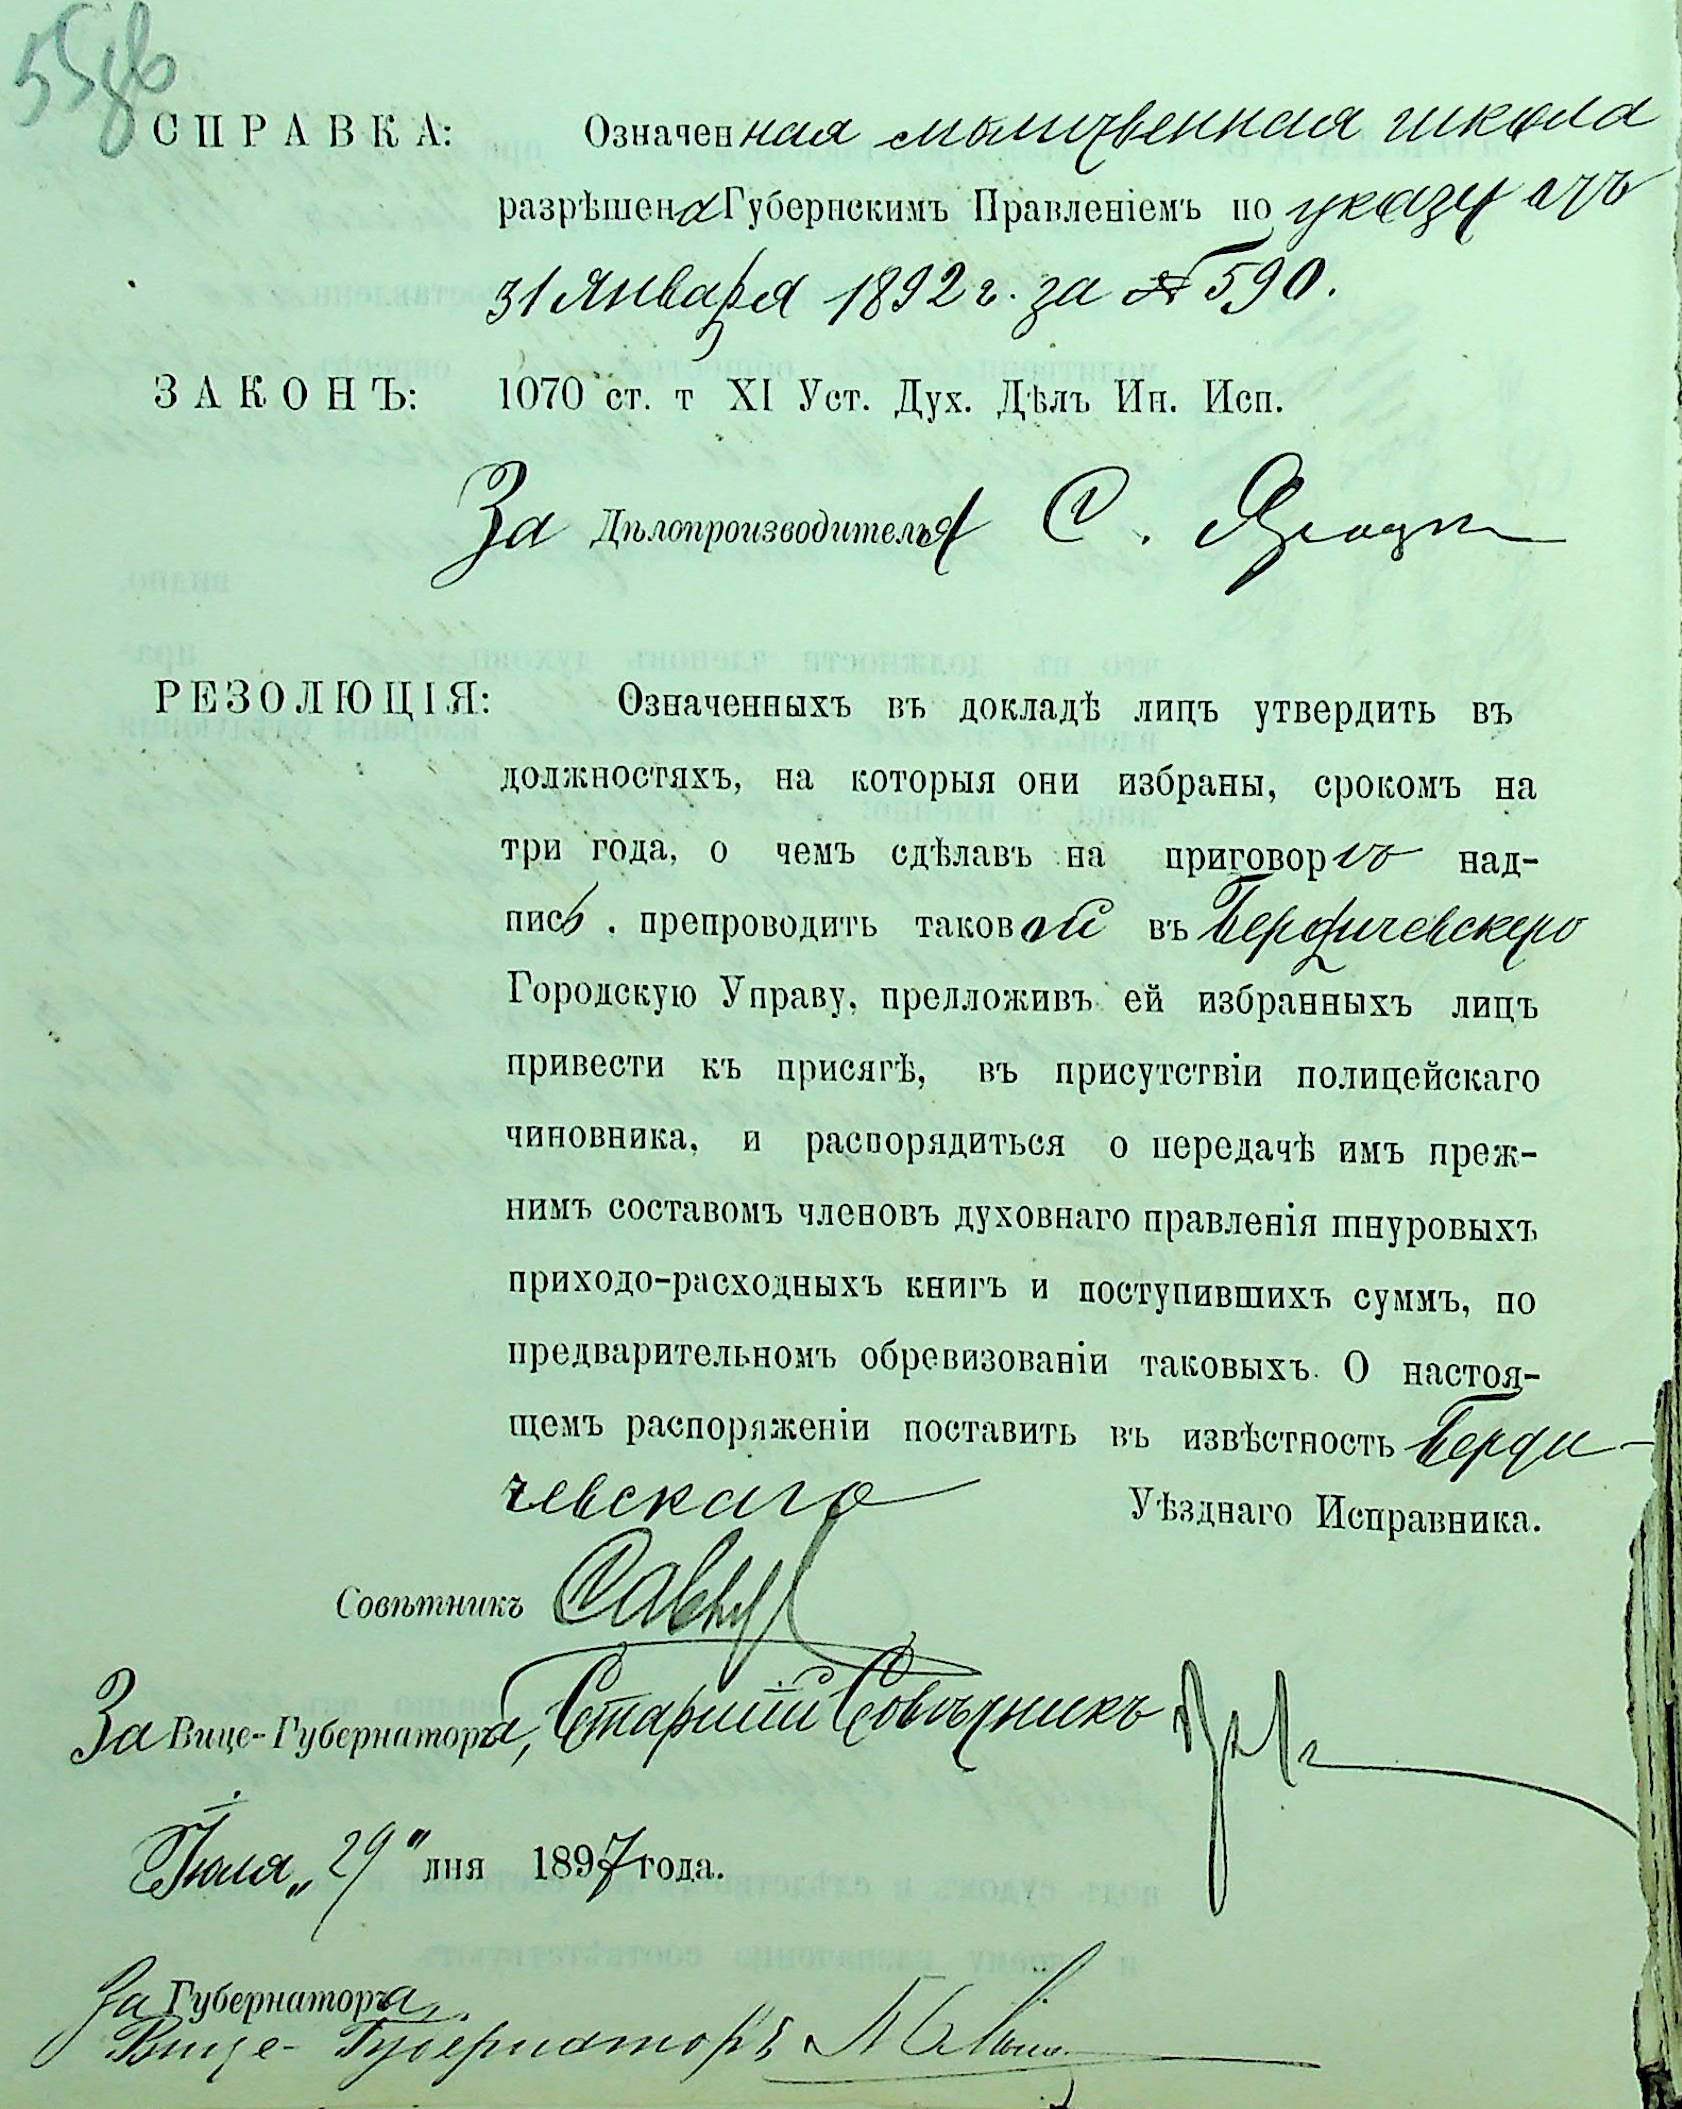 55об
СПРАВКА: Означенная молитвенная школа
разрѣшена Губернскимъ Правленіемъ по указу отъ
31 Января 1892 г. за № 590.
ЗАКОНЪ: 1070 ст. т XI Уст. Дух. Дѣлъ Ин. Исп.
За Дѣлопроизводителя С.
РЕЗОЛЮЦІЯ: Означенныхъ въ докладѣ лицъ утвердить въ
должностяхъ, на которыя они избраны, срокомъ на
три года, о чемъ сдѣлавъ на приговорѣ над-
пись. препроводить таковой въ Бердичевскую
Городскую Управу, предложивъ ей избранныхъ лицъ
привести къ присягѣ, въ присутствіи полицейскаго
чиновника, и распорядиться о передачѣ имъ преж-
нимъ составомъ членовъ духовнаго правленія шнуровыхъ
приходо-расходныхъ книгъ и поступившихъ суммъ, по
предварительномъ обревизованіи таковыхъ. О настоя-
щемъ распоряженіи поставить въ извѣстность Берди-
чевскаго Уѣзднаго Исправника.
Совѣтникъ
За Вице-Губернатора, Старшій Совѣтникъ
Іюля „29" дня 1897 года.
За Губернатора,
Вице-Губернаторъ